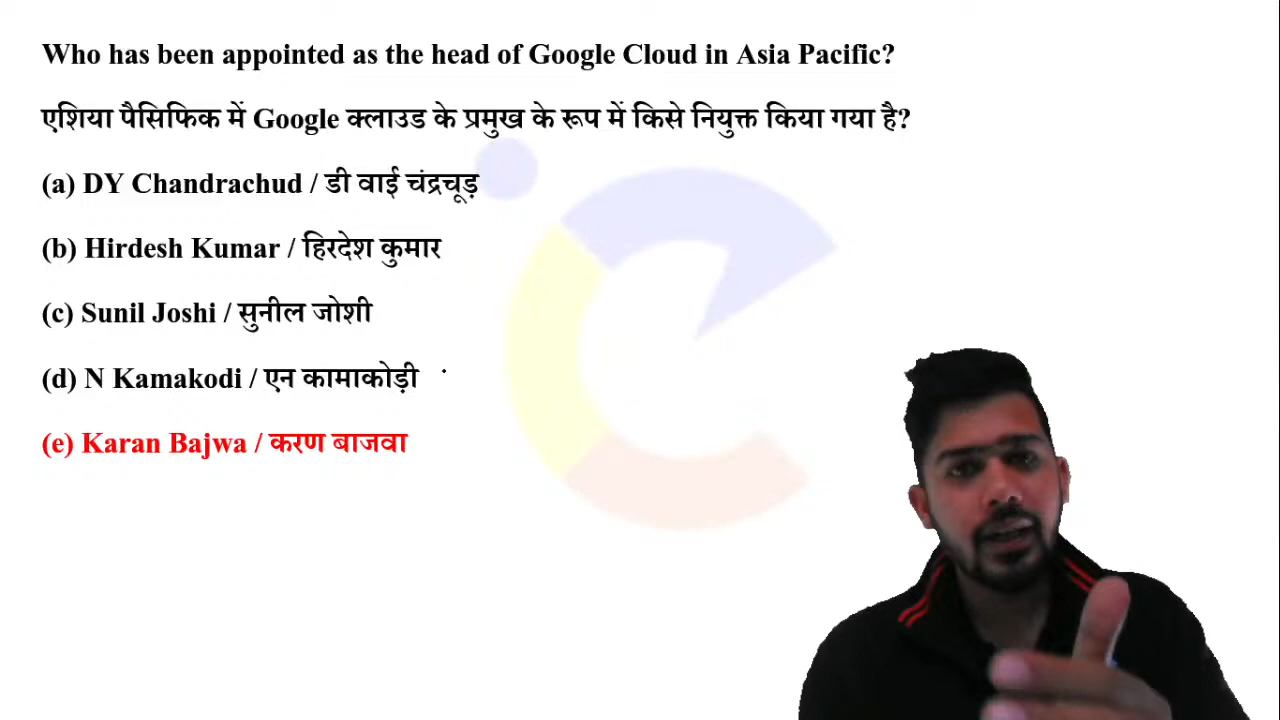 Who has been appointed as the head of Google Cloud in Asia Pacific?
एशिया पैसिफिक में Google क्लाउड के प्रमुख के रूप में किसे नियुक्त किया गया है?
(a) DY Chandrachud / डी वाई चंद्रचूड़
(b) Hirdesh Kumar / हिरदेश कुमार
(c) Sunil Joshi / सुनील जोशी
(d) N Kamakodi / एन कामाकोड़ी
(e) Karan Bajwa / करण बाजवा